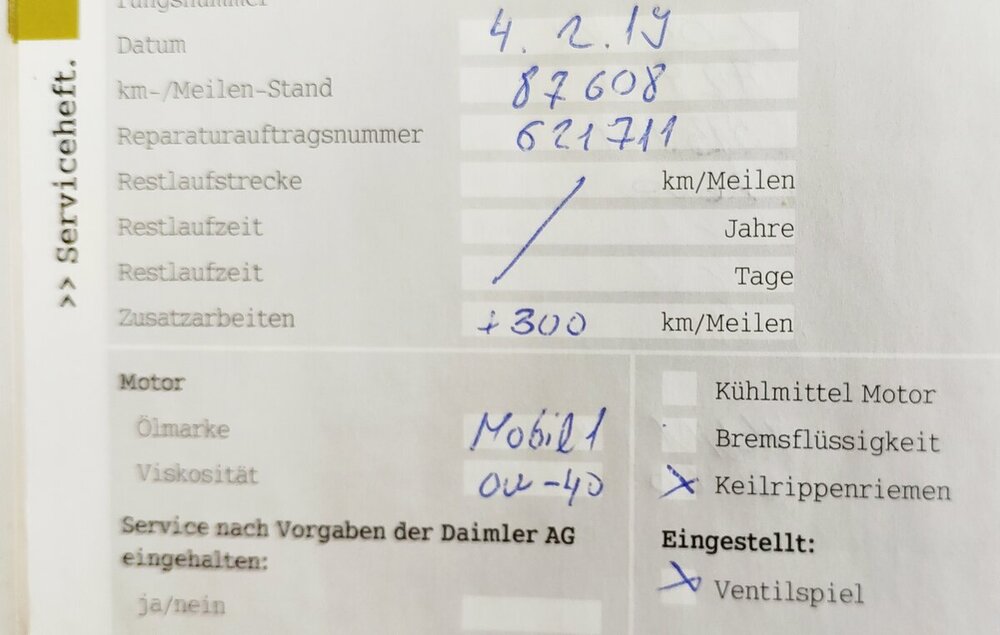 >> Serviceheft.
Datum 4. 2. 19
km-/Meilen-Stand 87608
Reparaturauftragsnummer 621711
Restlaufstrecke km/Meilen
Restlaufzeit Jahre
Restlaufzeit Tage
Zusatzarbeiten +300 km/Meilen
Motor
Ölmarke Mobil 1
Viskosität 0w-40
Service nach Vorgaben der Daimler AG
eingehalten:
ja/nein
Kühlmittel Motor
Bremsflüssigkeit
Keilrippenriemen
Eingestellt:
Ventilspiel